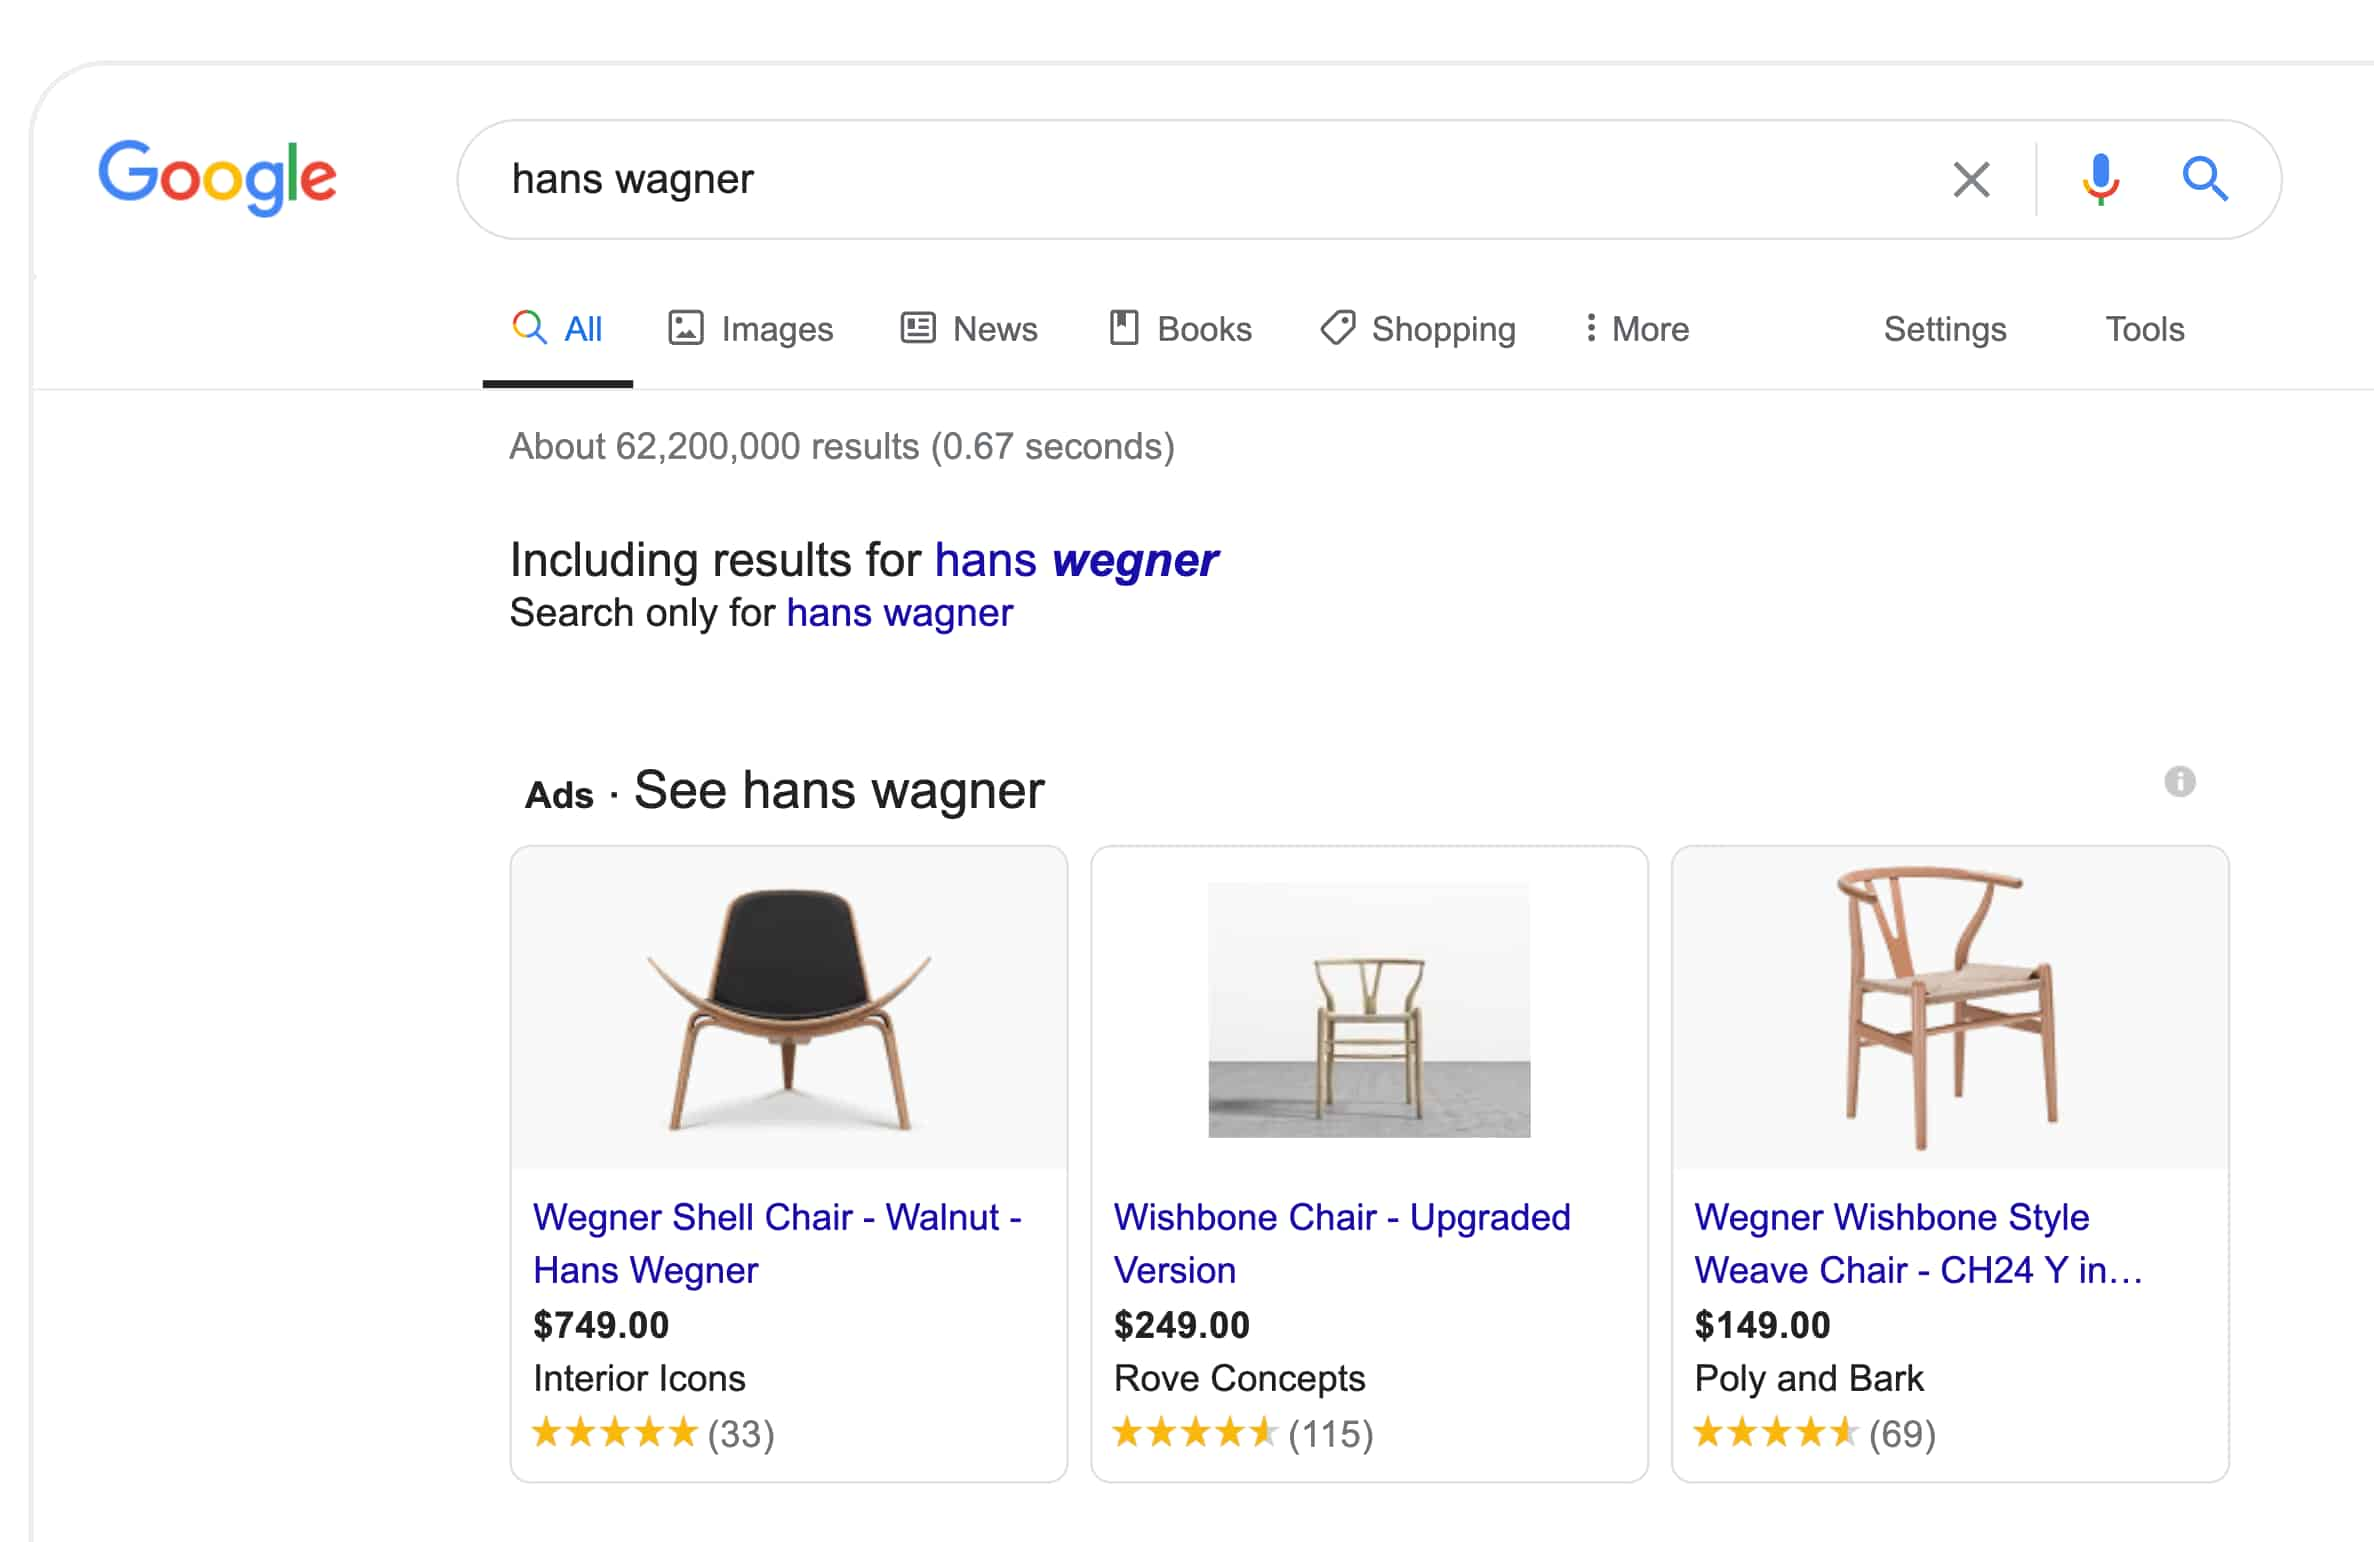 Google
hans wagner
All Images News Books Shopping More Settings Tools
About 62,200,000 results (0.67 seconds)
Including results for hans wegner
Search only for hans wagner
Ads · See hans wagner
Wegner Shell Chair - Walnut -
Hans Wegner
$749.00
Interior Icons
(33)
Wishbone Chair - Upgraded
Version
$249.00
Rove Concepts
(115)
Wegner Wishbone Style
Weave Chair - CH24 Y in...
$149.00
Poly and Bark
(69)